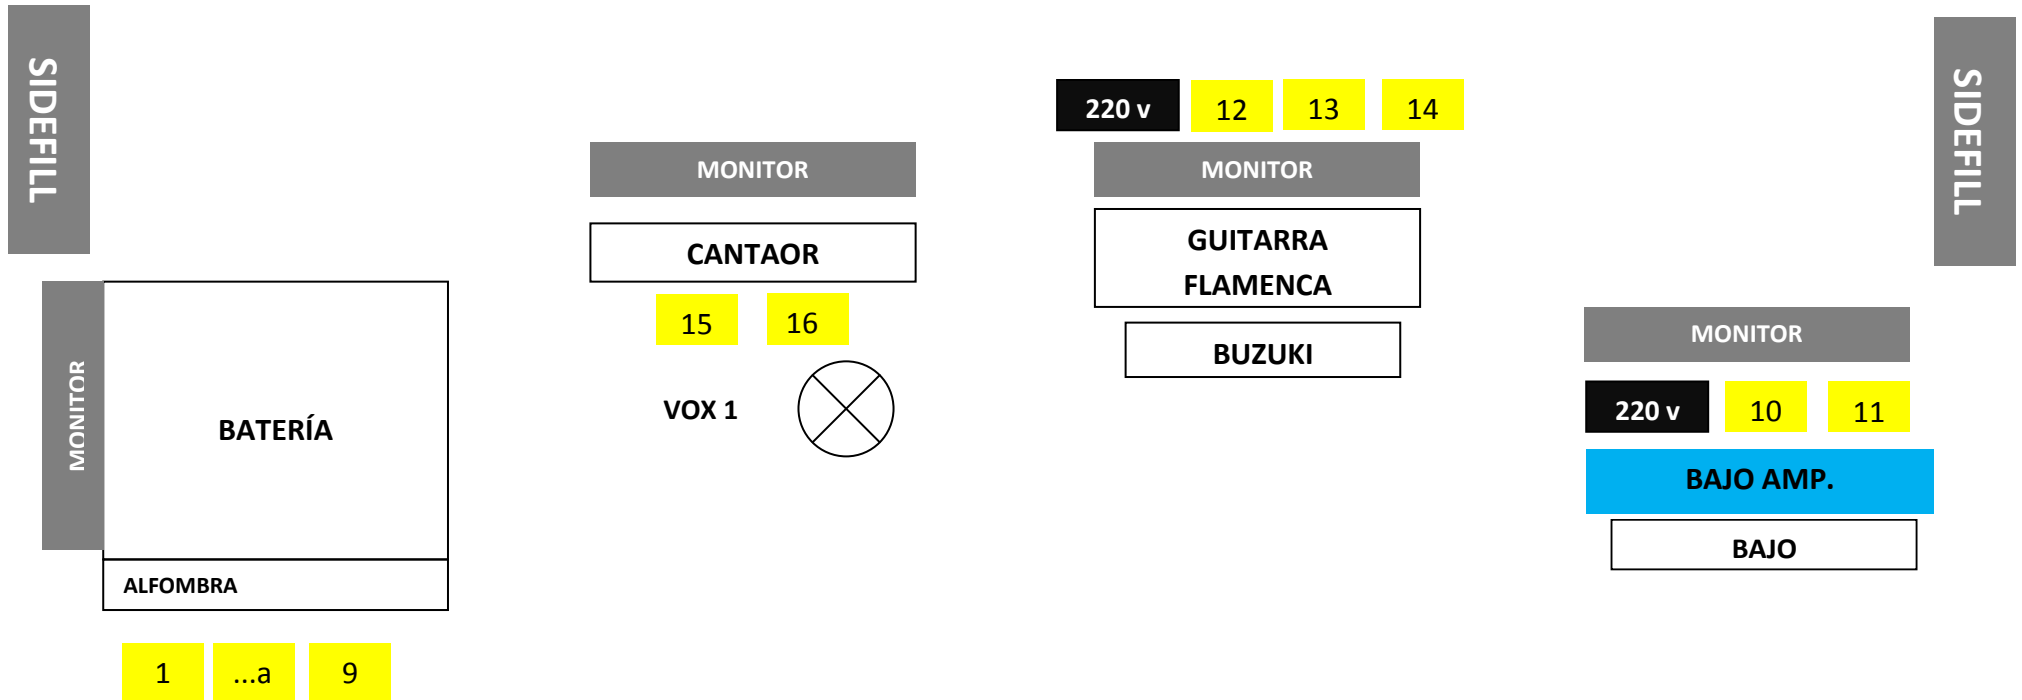 SIDEFILL
SIDEFILL
220 v 12 13 14
MONITOR
MONITOR
CANTAOR
GUITARRA
FLAMENCA
15 16
BUZUKI
VOX 1
MONITOR
BATERÍA
ALFOMBRA
1 ...a 9
MONITOR
220 v 10 11
BAJO AMP.
BAJO